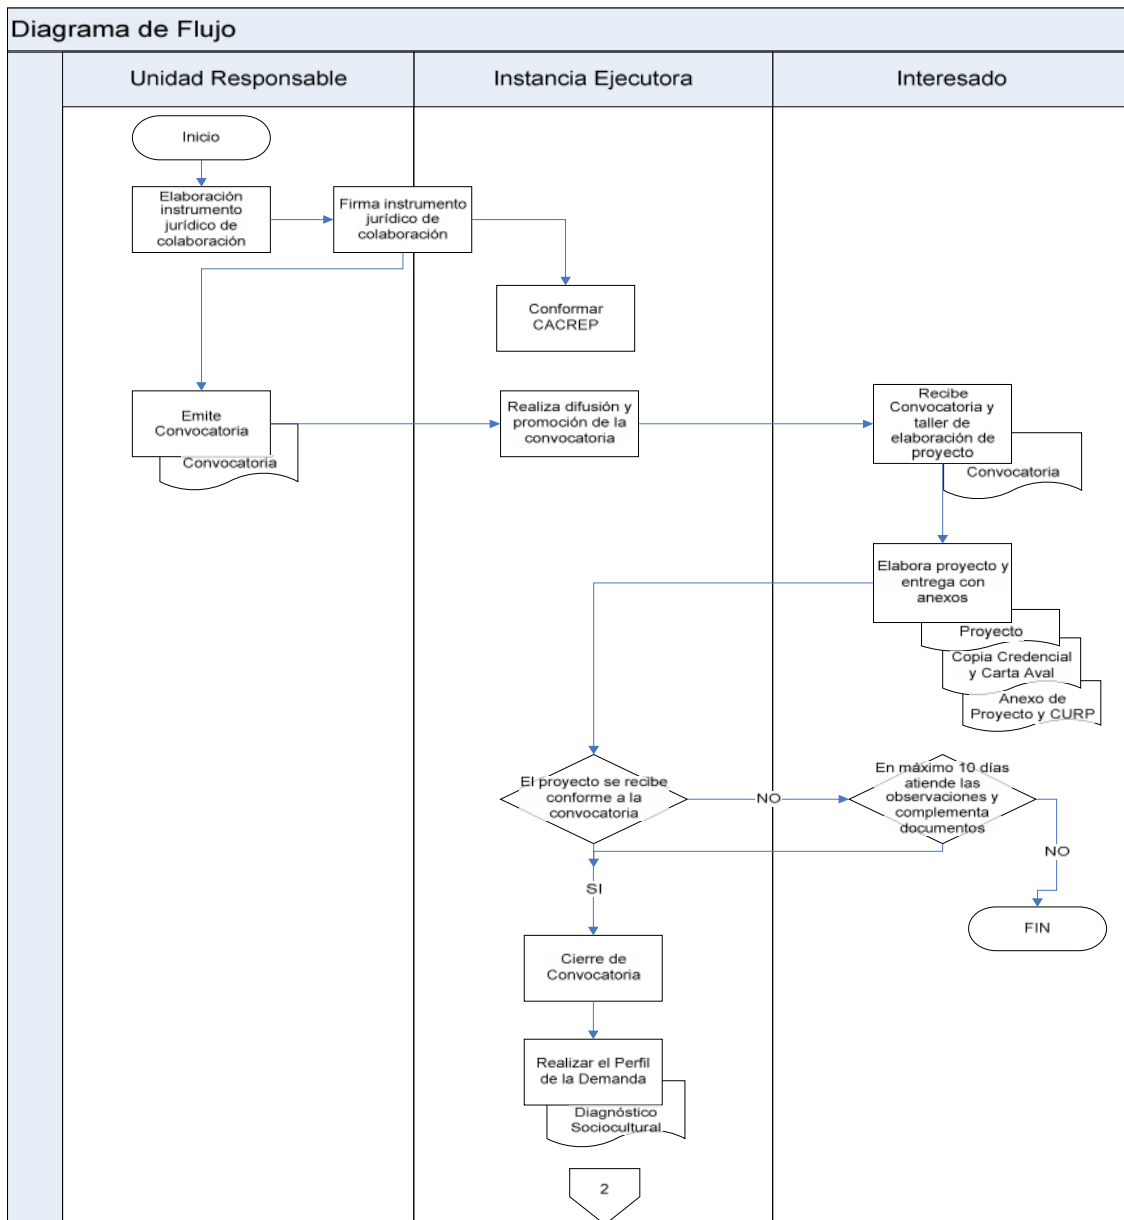 Diagrama de Flujo
Unidad Responsable
Instancia Ejecutora
Interesado
Inicio
Elaboración
instrumento
jurídico de
colaboración
Firma instrumento
jurídico de
colaboración
Conformar
CACREP
Emite
Convocatoria
Convocatoria
Realiza difusión y
promoción de la
convocatoria
Recibe
Convocatoria y
taller de
elaboración de
proyecto
Convocatoria
Elabora proyecto y
entrega con
anexos
Proyecto
Copia Credencial
y Carta Aval
Anexo de
Proyecto y CURP
El proyecto se recibe
conforme a la
convocatoria
NO
En máximo 10 días
atiende las
observaciones y
complementa
documentos
NO
SI
FIN
Cierre de
Convocatoria
Realizar el Perfil
de la Demanda
Diagnóstico
Sociocultural
2